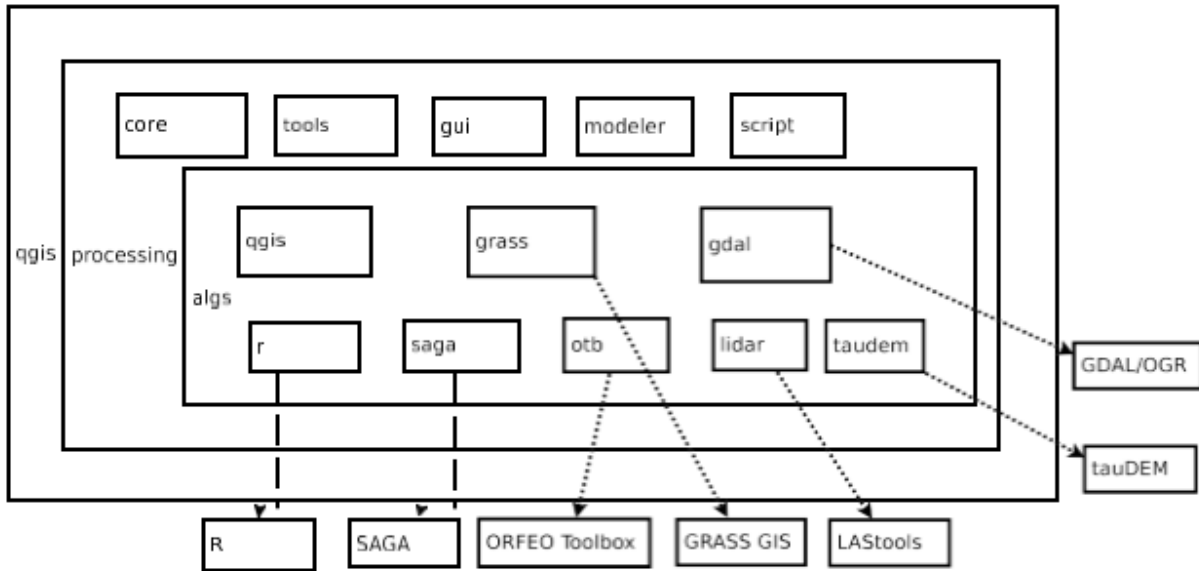 core
tools
gui
modeler
script
qgis
processing
algs
qgis
grass
gdal
r
saga
otb
lidar
taudem
GDAL/OGR
tauDEM
R
SAGA
ORFEO Toolbox
GRASS GIS
LAStools